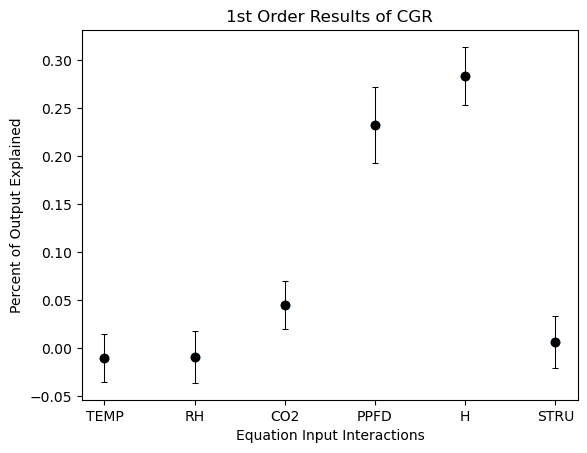 1st Order Results of CGR
Percent of Output Explained
0.30
0.25
0.20
0.15
0.10
0.05
0.00
−0.05
TEMP RH CO2 PPFD H STRU
Equation Input Interactions